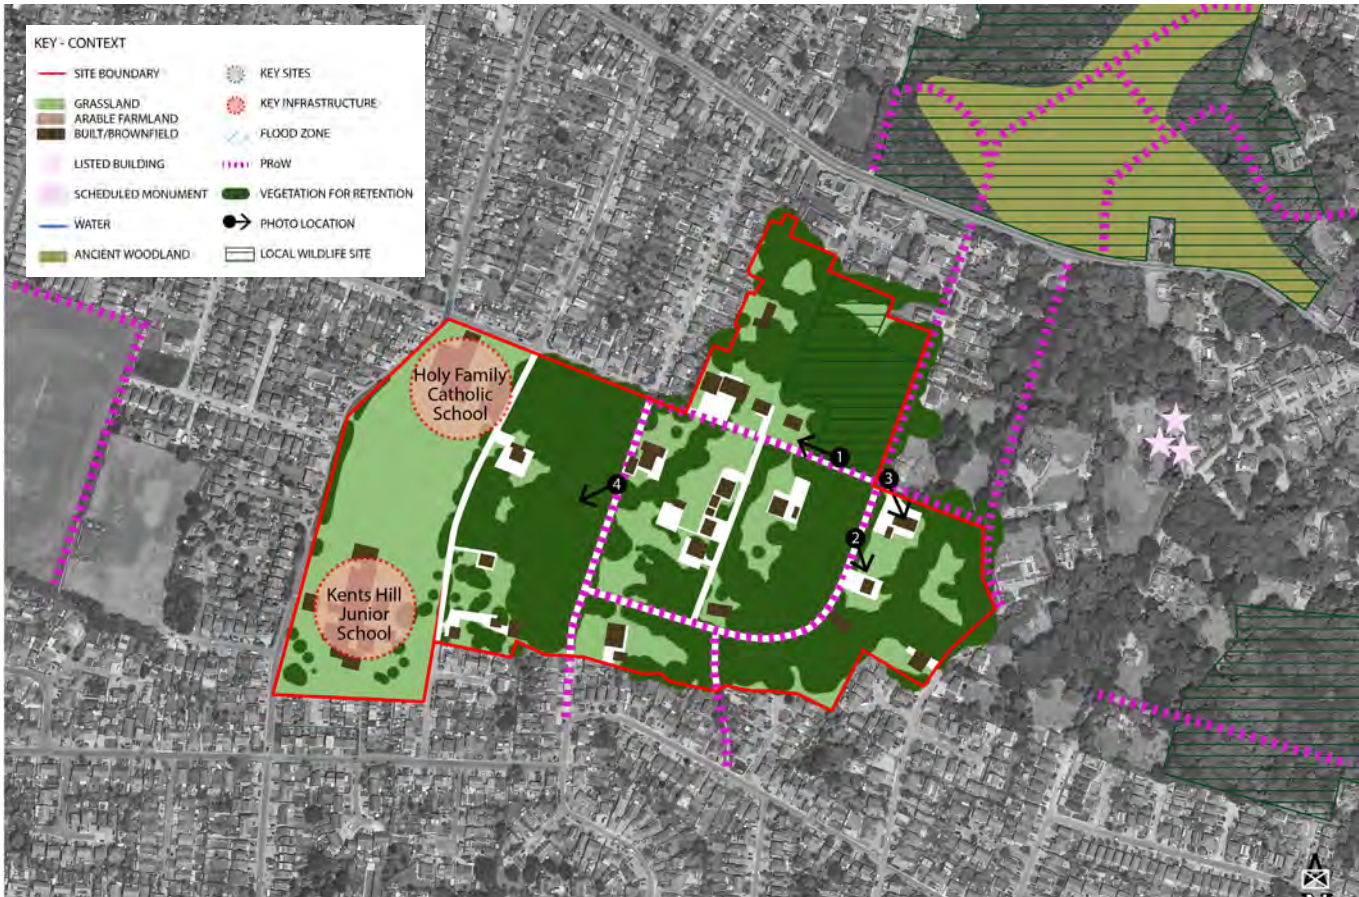 KEY - CONTEXT
SITE BOUNDARY
GRASSLAND
ARABLE FARMLAND
BUILT/BROWNFIELD
LISTED BUILDING
SCHEDULED MONUMENT
WATER
ANCIENT WOODLAND
KEY SITES
KEY INFRASTRUCTURE
FLOOD ZONE
PRoW
VEGETATION FOR RETENTION
PHOTO LOCATION
LOCAL WILDLIFE SITE
Holy Family
Catholic
School
1
4
3
2
Kents Hill
Junior
School